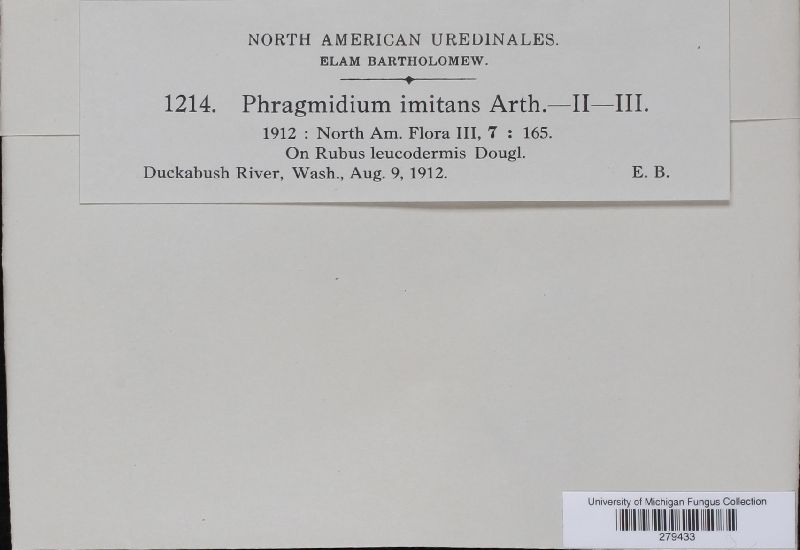 NORTH AMERICAN UREDINALES.
ELAM BARTHOLOMEW.
1214. Phragmidium imitans Arth.—II—III.
1912 : North Am. Flora III, 7 : 165.
On Rubus leucodermis Dougl.
Duckabush River, Wash., Aug. 9, 1912. E. B.
University of Michigan Fungus Collection
279433